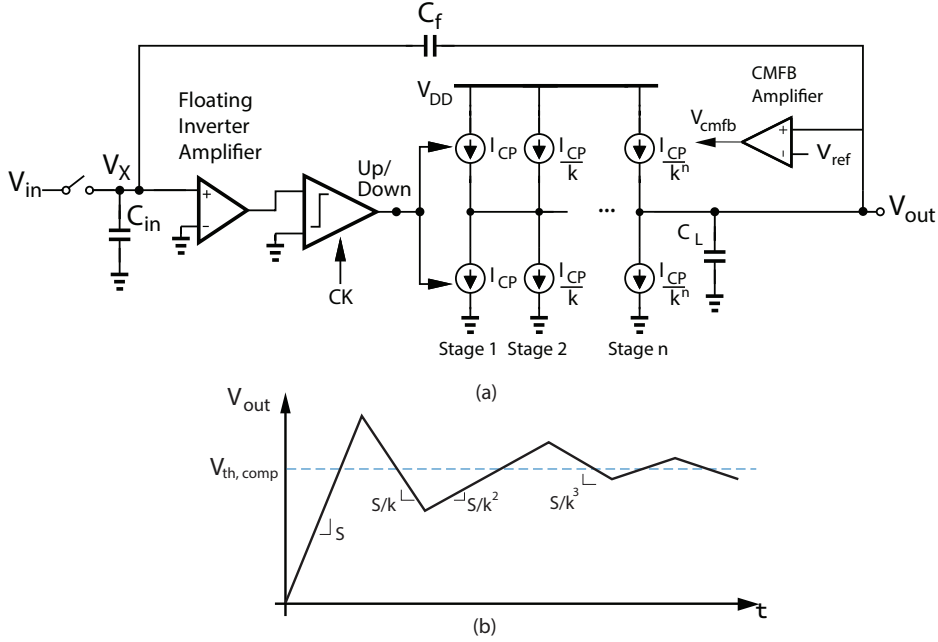 C_f
Floating
Inverter
Amplifier
V_DD
CMFB
Amplifier
V_cmfb
V_ref
+
-
V_in
V_X
C_in
+
-
Up/
Down
CK
I_CP
I_CP/k
...
I_CP/k^n
I_CP
I_CP/k
I_CP/k^n
C_L
V_out
Stage 1
Stage 2
Stage n
(a)
V_out
V_th, comp
S
S/k
S/k^2
S/k^3
t
(b)